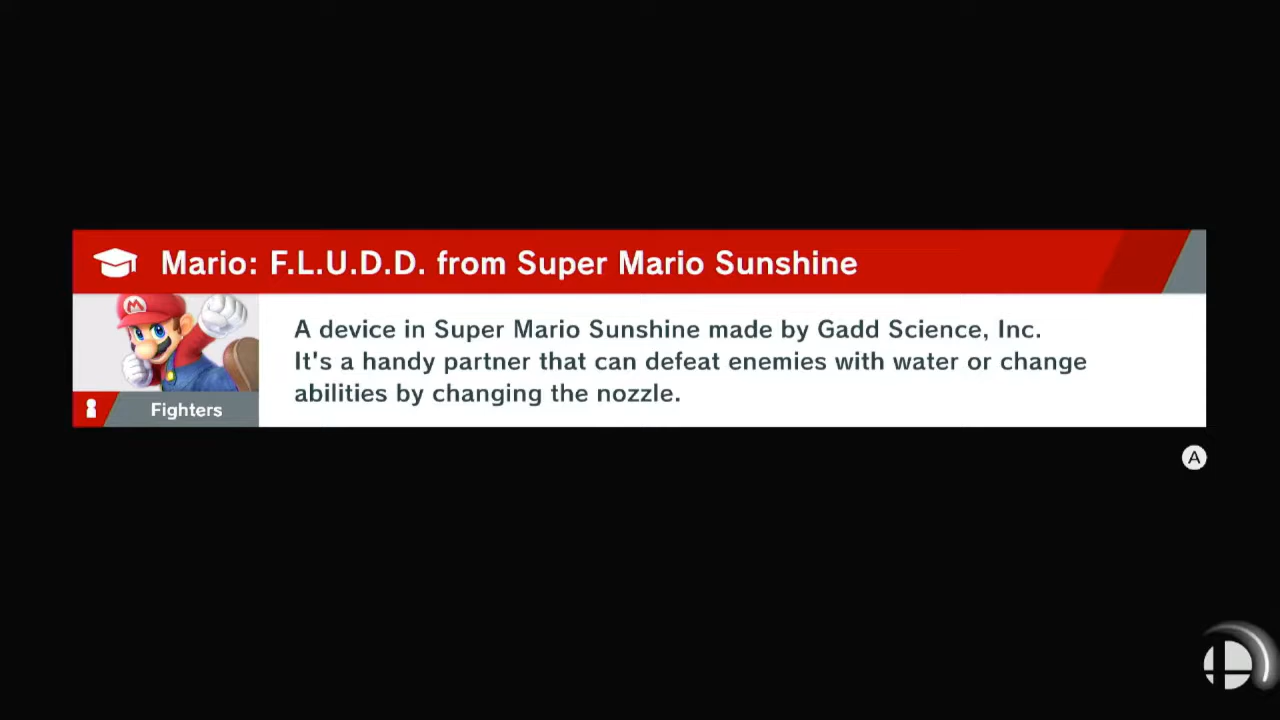 Mario: F.L.U.D.D. from Super Mario Sunshine
A device in Super Mario Sunshine made by Gadd Science, Inc.
It's a handy partner that can defeat enemies with water or change
abilities by changing the nozzle.
Fighters
A